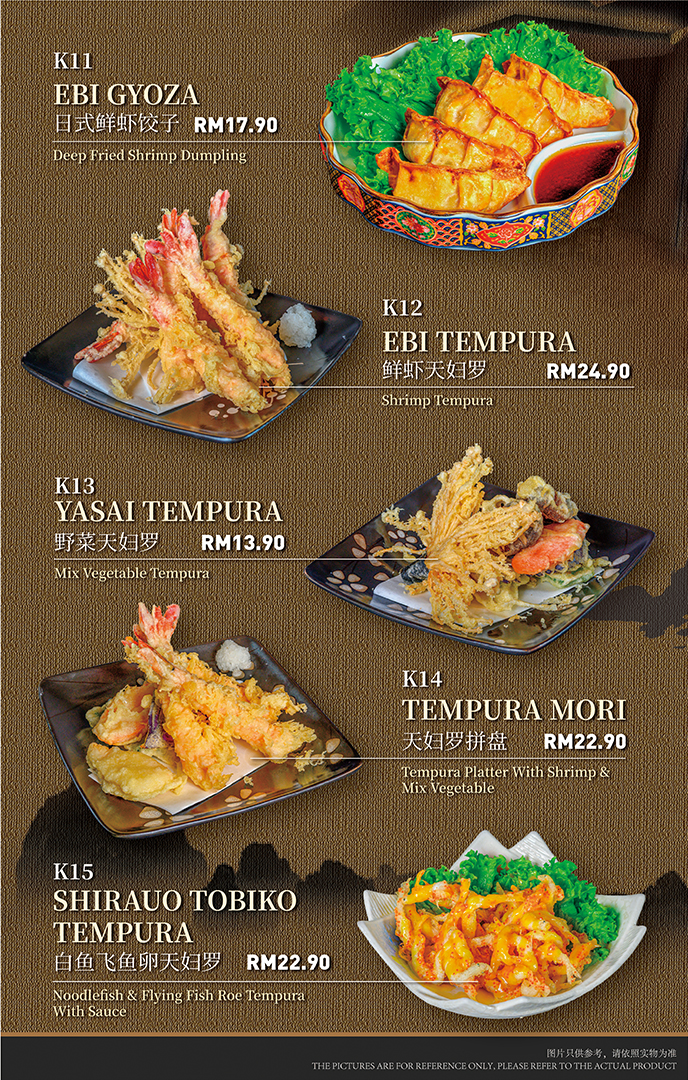 K11
EBI GYOZA
日式鲜虾饺子 RM17.90
Deep Fried Shrimp Dumpling
K12
EBI TEMPURA
鲜虾天妇罗 RM24.90
Shrimp Tempura
K13
YASAI TEMPURA
野菜天妇罗 RM13.90
Mix Vegetable Tempura
K14
TEMPURA MORI
天妇罗拼盘 RM22.90
Tempura Platter With Shrimp &
Mix Vegetable
K15
SHIRAUO TOBIKO
TEMPURA
白鱼飞鱼卵天妇罗 RM22.90
Noodlefish & Flying Fish Roe Tempura
With Sauce
图片只供参考，请依照实物为准
THE PICTURES ARE FOR REFERENCE ONLY. PLEASE REFER TO THE ACTUAL PRODUCT